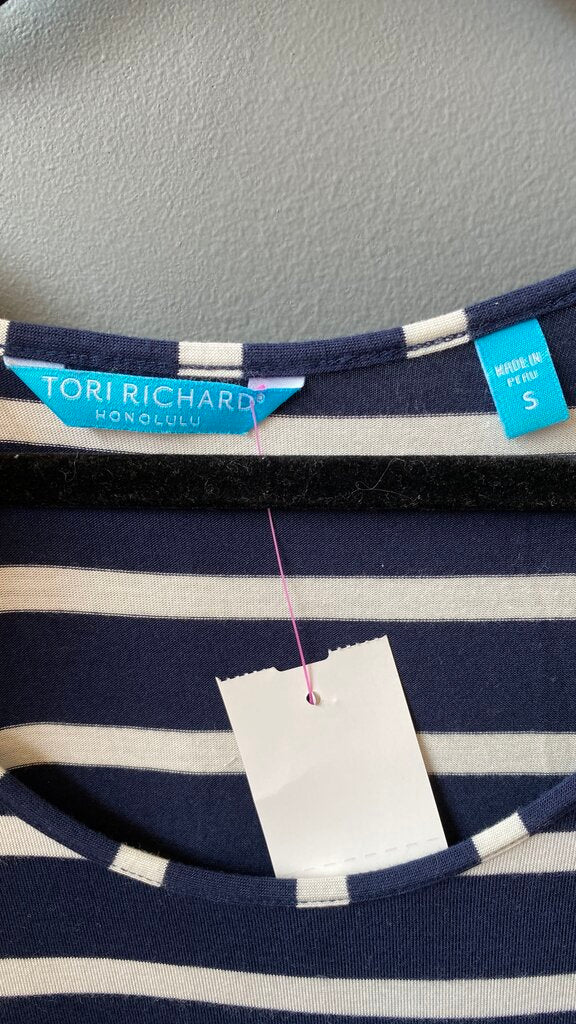 TORI RICHARD®
HONOLULU
MADE IN
PERU
S